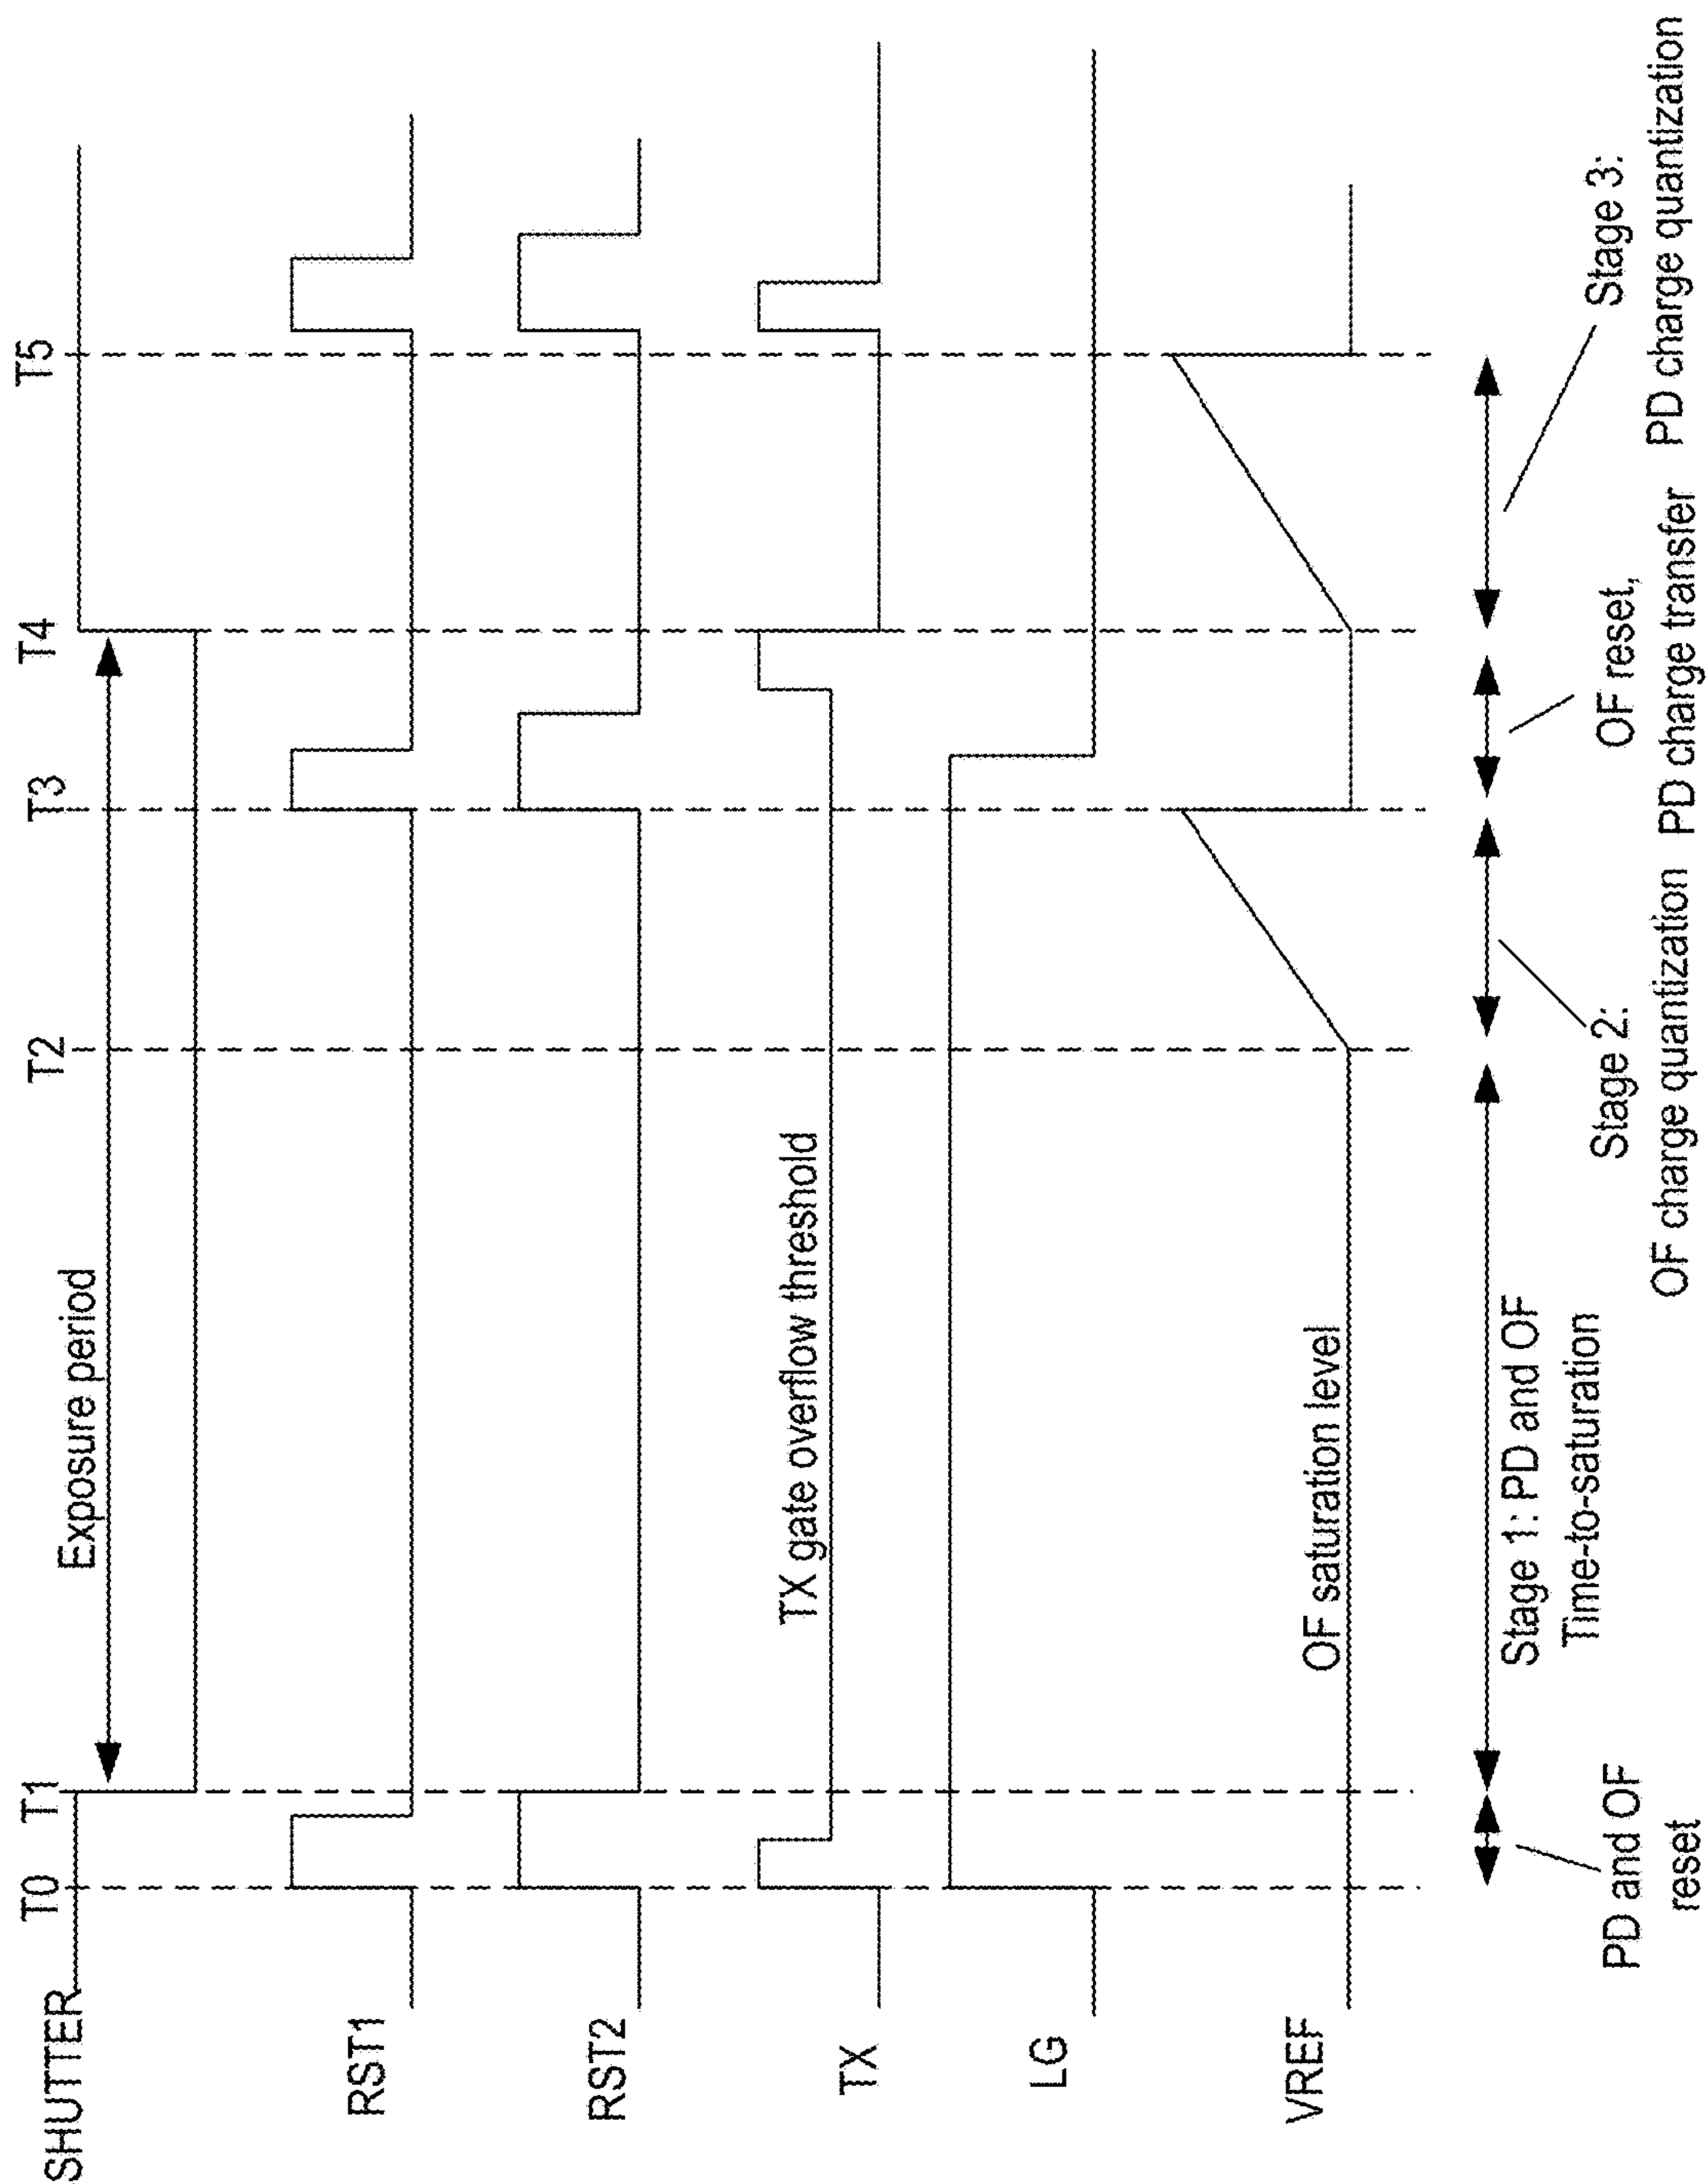 T0
T1
T2
T3
T4
T5
SHUTTER
Exposure period
RST1
RST2
TX gate overflow threshold
TX
LG
OF saturation level
VREF
PD and OF
reset
Stage 1: PD and OF
Time-to-saturation
Stage 2:
OF charge quantization
OF reset,
PD charge transfer
Stage 3:
PD charge quantization